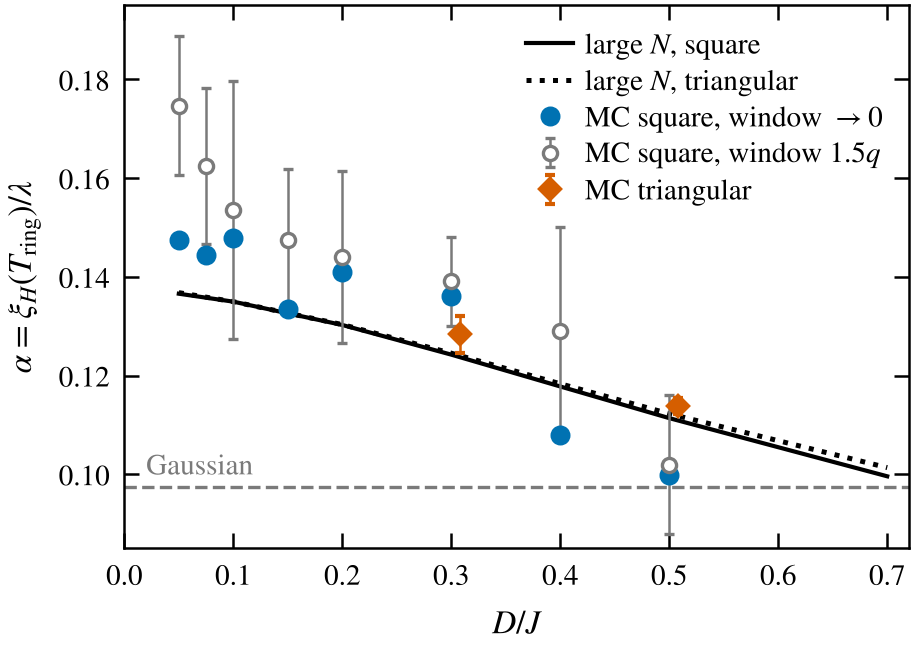 large N, square
large N, triangular
MC square, window → 0
MC square, window 1.5q
MC triangular
0.18
0.16
0.14
0.12
0.10
α = ξ_H(T_ring)/λ
Gaussian
0.0 0.1 0.2 0.3 0.4 0.5 0.6 0.7
D/J